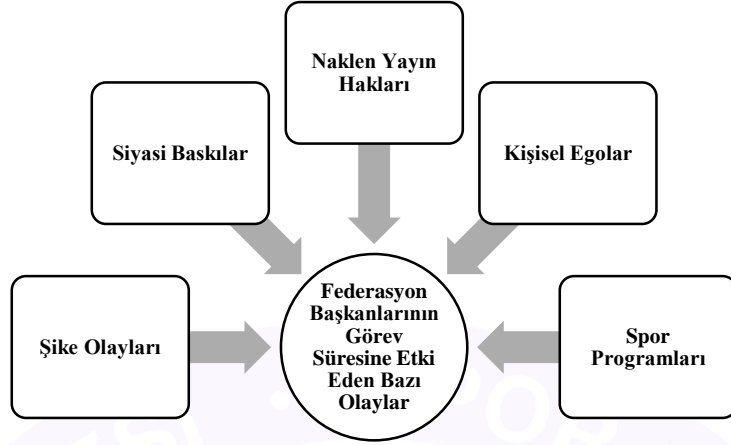 Naklen Yayın
Hakları
Siyasi Baskılar
Kişisel Egolar
Şike Olayları
Federasyon
Başkanlarının
Görev
Süresine Etki
Eden Bazı
Olaylar
Spor
Programları